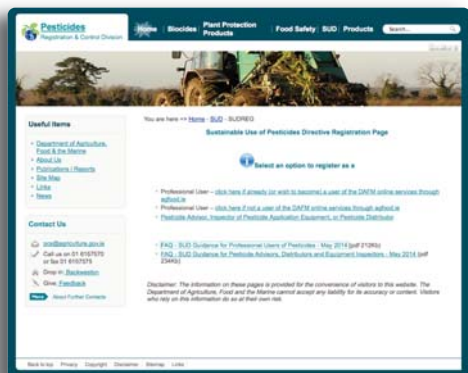 Pesticides
Registration & Control Division
Home
Biocides
Plant Protection
Products
Food Safety
SUD
Products
Search...
Useful Items
Department of Agriculture,
Food & the Marine
About Us
Publications / Reports
Site Map
Links
News
Contact Us
Call us on 01 6157575
or fax 01 6157575
Drop in: Backweston
Give: Feedback
About Further Contacts
You are here => Home - SUD - SUDREG
Sustainable Use of Pesticides Directive Registration Page
Select an option to register as a
Professional User – click here if already (or wish to become) a user of the DAFM online services through
agfood.ie
Professional User – click here if not a user of the DAFM online services through agfood.ie
Pesticide Advisor, Inspector of Pesticide Application Equipment, or Pesticide Distributor
FAQ - SUD Guidance for Professional Users of Pesticides - May 2014 (pdf 212Kb)
FAQ - SUD Guidance for Pesticide Advisors, Distributors and Equipment Inspectors - May 2014 (pdf
234Kb)
Disclaimer: The information on these pages is provided for the convenience of visitors to this website. The
Department of Agriculture, Food and the Marine cannot accept any liability for its accuracy or content. Visitors
who rely on this information do so at their own risk.
Back to top
Privacy
Copyright
Disclaimer
Sitemap
Links